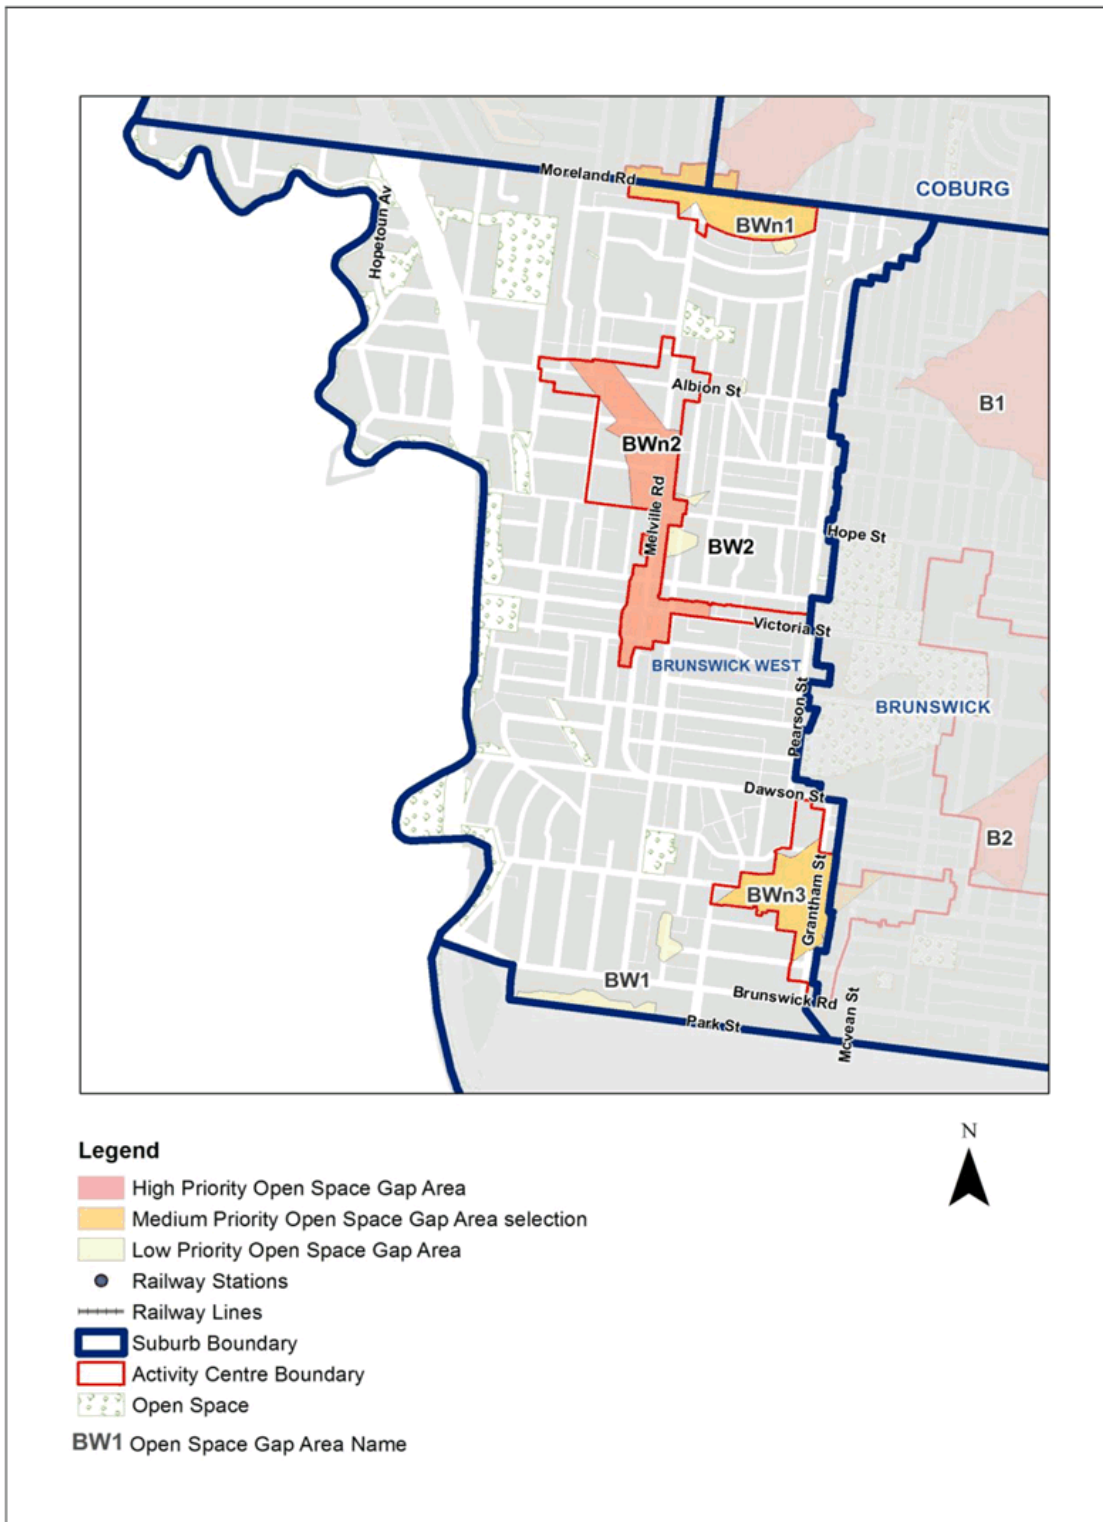 Moreland Rd
COBURG
Hopetoun Av
BWn1
Albion St
B1
BWn2
Melville Rd
Hope St
BW2
Victoria St
BRUNSWICK WEST
Pearson St
BRUNSWICK
Dawson St
B2
BWn3
Grantham St
BW1
Brunswick Rd
Park St
Mcvean St
N
Legend
High Priority Open Space Gap Area
Medium Priority Open Space Gap Area selection
Low Priority Open Space Gap Area
Railway Stations
Railway Lines
Suburb Boundary
Activity Centre Boundary
Open Space
BW1 Open Space Gap Area Name